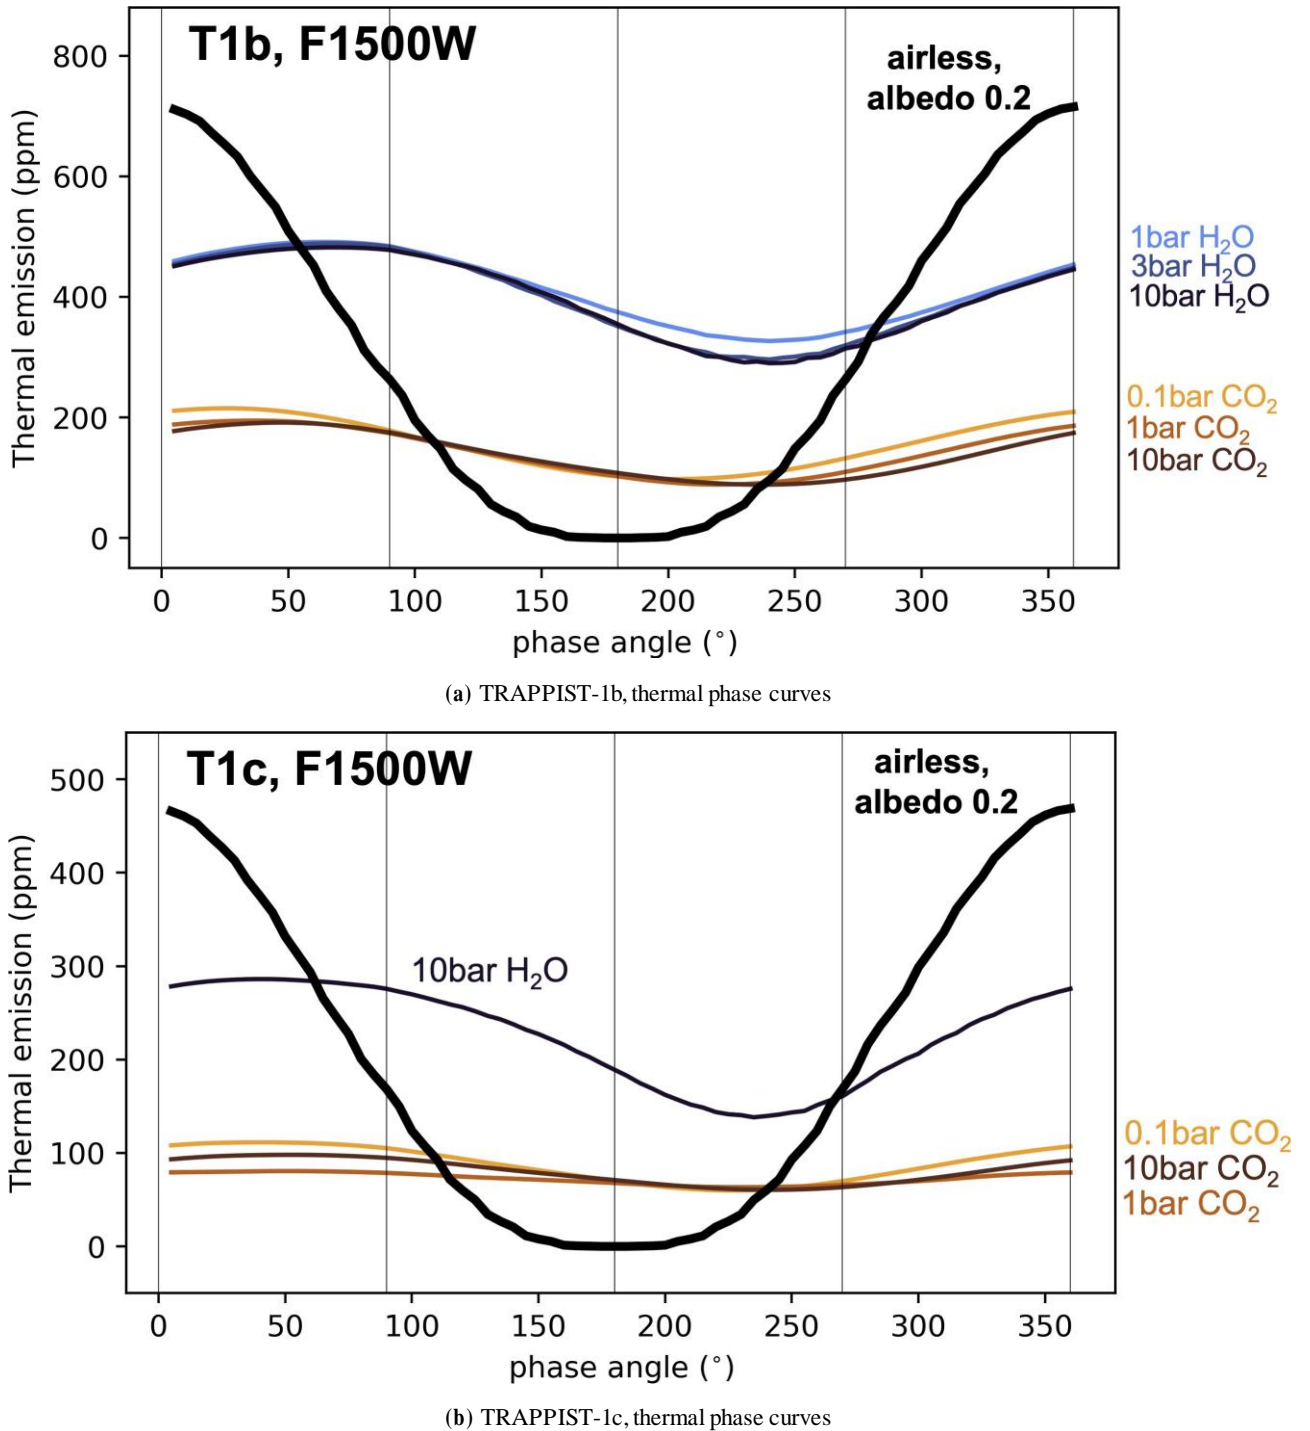 T1b, F1500W
airless,
albedo 0.2
800
600
400
200
0
Thermal emission (ppm)
1bar H₂O
3bar H₂O
10bar H₂O
0.1bar CO₂
1bar CO₂
10bar CO₂
0 50 100 150 200 250 300 350
phase angle (°)
(a) TRAPPIST-1b, thermal phase curves
T1c, F1500W
airless,
albedo 0.2
500
400
300
200
100
0
Thermal emission (ppm)
10bar H₂O
0.1bar CO₂
10bar CO₂
1bar CO₂
0 50 100 150 200 250 300 350
phase angle (°)
(b) TRAPPIST-1c, thermal phase curves